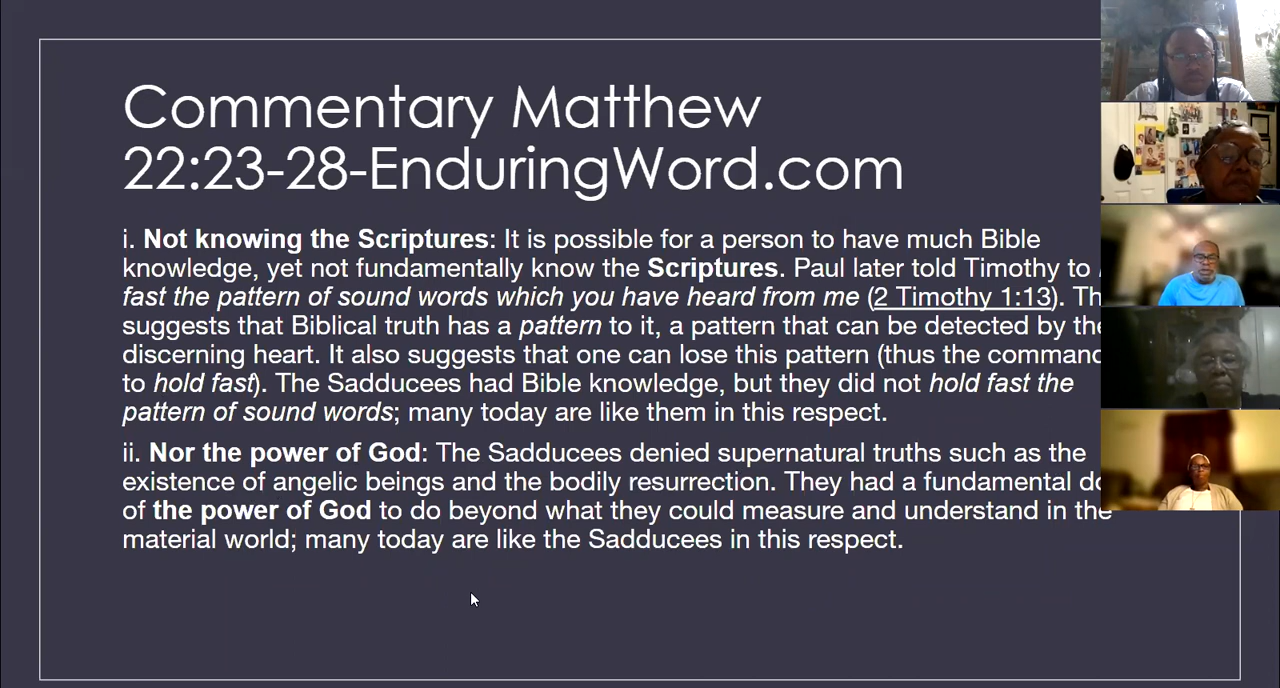 Commentary Matthew
22:23-28-EnduringWord.com
i. Not knowing the Scriptures: It is possible for a person to have much Bible
knowledge, yet not fundamentally know the Scriptures. Paul later told Timothy to
fast the pattern of sound words which you have heard from me (2 Timothy 1:13). Th
suggests that Biblical truth has a pattern to it, a pattern that can be detected by the
discerning heart. It also suggests that one can lose this pattern (thus the command
to hold fast). The Sadducees had Bible knowledge, but they did not hold fast the
pattern of sound words; many today are like them in this respect.
ii. Nor the power of God: The Sadducees denied supernatural truths such as the
existence of angelic beings and the bodily resurrection. They had a fundamental
of the power of God to do beyond what they could measure and understand in the
material world; many today are like the Sadducees in this respect.